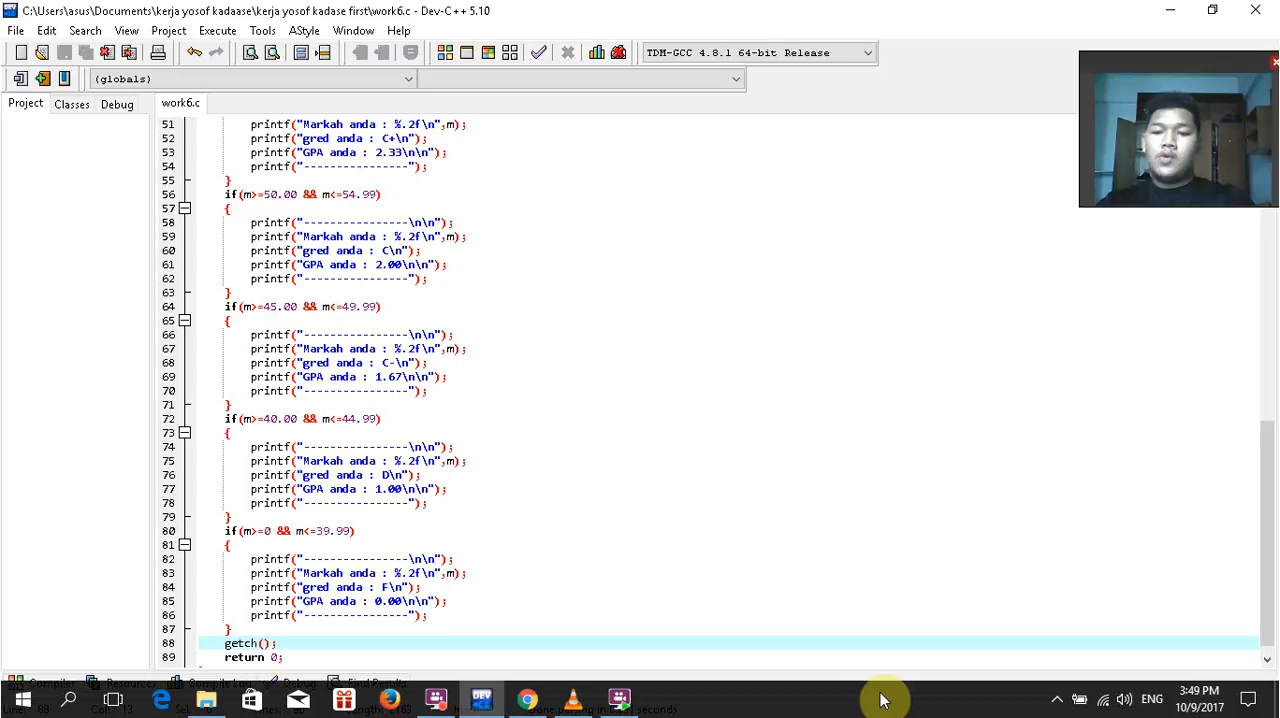 C:\Users\asus\Documents\kerja yosof kadaase\kerja yosof kadase first\work6.c - Dev-C++ 5.10
File Edit Search View Project Execute Tools AStyle Window Help
TDM-GCC 4.8.1 64-bit Release
(globals)
Project Classes Debug work6.c
51 printf("Markah anda : %.2f\n",m);
52 printf("gred anda : C+\n");
53 printf("GPA anda : 2.33\n\n");
54 printf("----------------");
55 }
56 if(m>=50.00 && m<=54.99)
57 {
58 printf("----------------\n\n");
59 printf("Markah anda : %.2f\n",m);
60 printf("gred anda : C\n");
61 printf("GPA anda : 2.00\n\n");
62 printf("----------------");
63 }
64 if(m>=45.00 && m<=49.99)
65 {
66 printf("----------------\n\n");
67 printf("Markah anda : %.2f\n",m);
68 printf("gred anda : C-\n");
69 printf("GPA anda : 1.67\n\n");
70 printf("----------------");
71 }
72 if(m>=40.00 && m<=44.99)
73 {
74 printf("----------------\n\n");
75 printf("Markah anda : %.2f\n",m);
76 printf("gred anda : D\n");
77 printf("GPA anda : 1.00\n\n");
78 printf("----------------");
79 }
80 if(m>=0 && m<=39.99)
81 {
82 printf("----------------\n\n");
83 printf("Markah anda : %.2f\n",m);
84 printf("gred anda : F\n");
85 printf("GPA anda : 0.00\n\n");
86 printf("----------------");
87 }
88 getch();
89 return 0;
Compiler Resources Compile Log Debug Find Results
DEV ENG 3:49 PM
10/9/2017